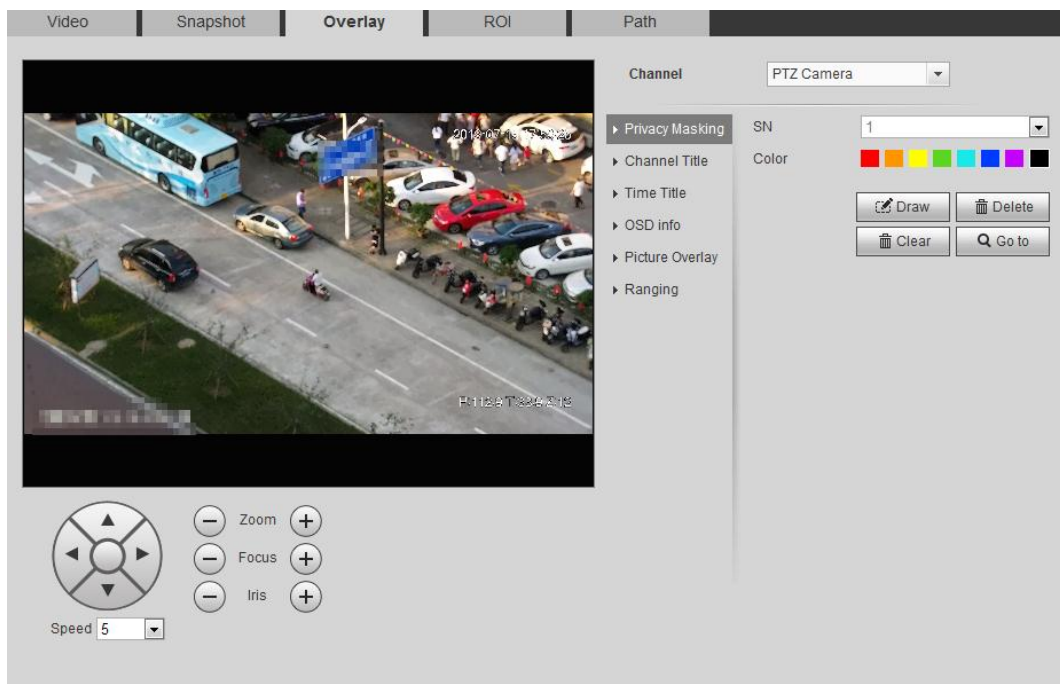 Video Snapshot Overlay ROI Path
Channel PTZ Camera
Privacy Masking
Channel Title
Time Title
OSD info
Picture Overlay
Ranging
SN 1
Color
Draw Delete
Clear Go to
Zoom
Focus
Iris
Speed 5